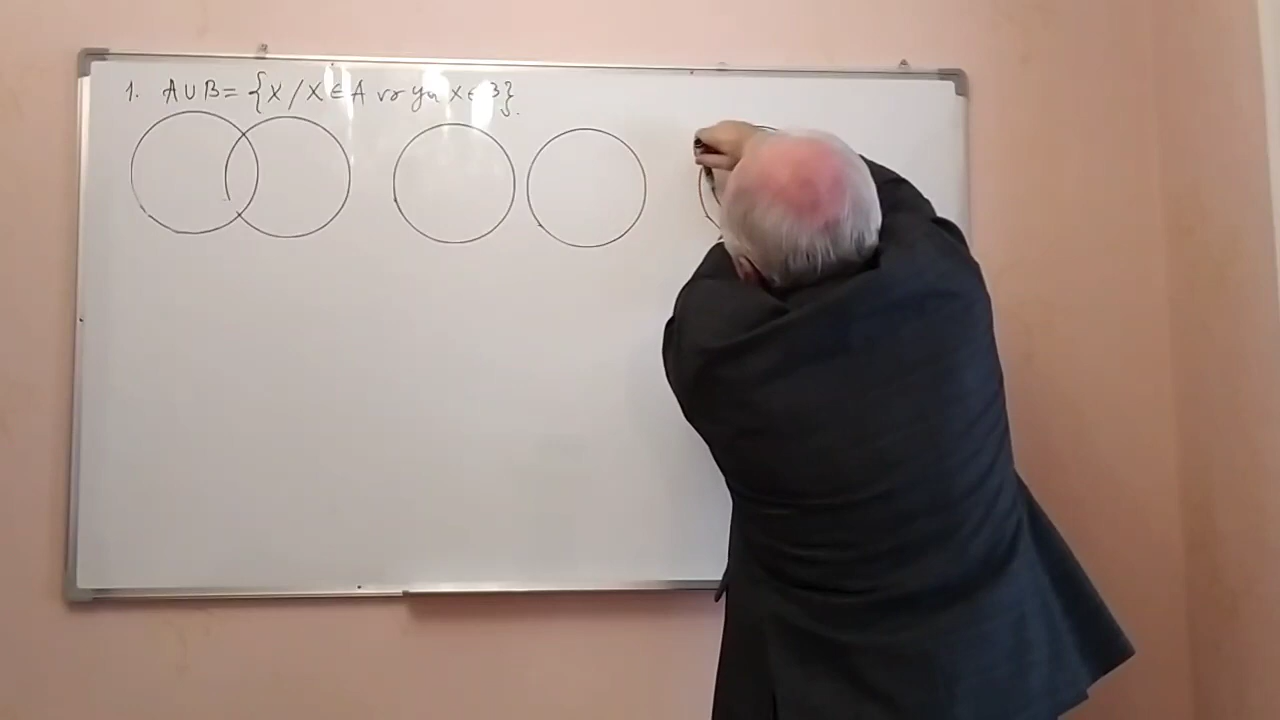 1. A∪B = {x / x ∈ A və ya x ∈ B}.